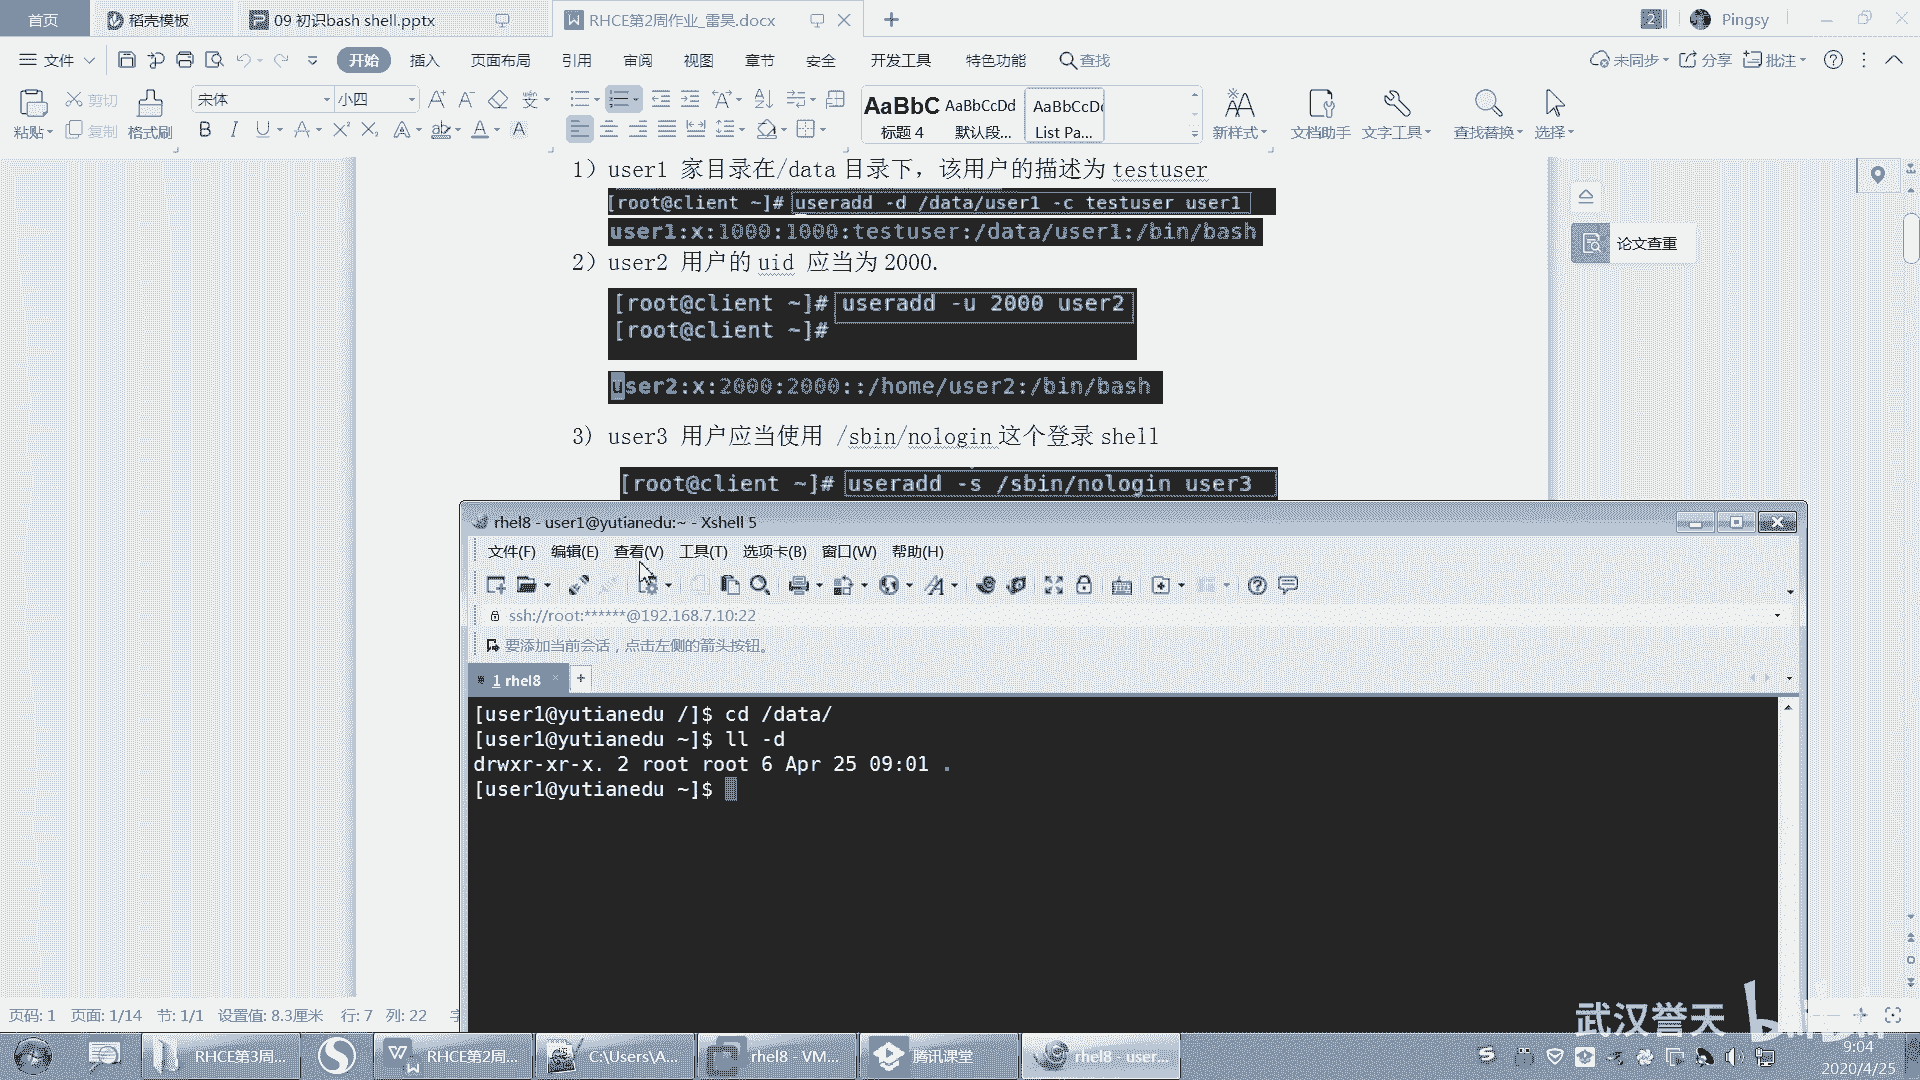 首页
稻壳模板
09 初识bash shell.pptx
RHCE第2周作业_雷昊.docx
2
Pingsy
文件
开始
插入
页面布局
引用
审阅
视图
章节
安全
开发工具
特色功能
查找
未同步
分享
批注
粘贴
剪切
复制
格式刷
宋体
小四
AaBbC
标题 4
AaBbCcDd
默认段...
AaBbCcD
List Pa...
新样式
文档助手
文字工具
查找替换
选择
1）user1 家目录在/data 目录下，该用户的描述为 testuser
[root@client ~]# useradd -d /data/user1 -c testuser user1
user1:x:1000:1000:testuser:/data/user1:/bin/bash
2）user2 用户的 uid 应当为 2000.
[root@client ~]# useradd -u 2000 user2
[root@client ~]#
user2:x:2000:2000::/home/user2:/bin/bash
3）user3 用户应当使用 /sbin/nologin 这个登录 shell
[root@client ~]# useradd -s /sbin/nologin user3
论文查重
rhel8 - user1@yutianedu:~ - Xshell 5
文件(F) 编辑(E) 查看(V) 工具(T) 选项卡(B) 窗口(W) 帮助(H)
ssh://root:******@192.168.7.10:22
要添加当前会话，点击左侧的箭头按钮。
1 rhel8
[user1@yutianedu /]$ cd /data/
[user1@yutianedu ~]$ ll -d
drwxr-xr-x. 2 root root 6 Apr 25 09:01 .
[user1@yutianedu ~]$
页码: 1 页面: 1/14 节: 1/1 设置值: 8.3厘米 行: 7 列: 22
武汉誉天
RHCE第3周...
RHCE第2周...
C:\Users\A...
rhel8 - VM...
腾讯课堂
rhel8 - user...
9:04
2020/4/25